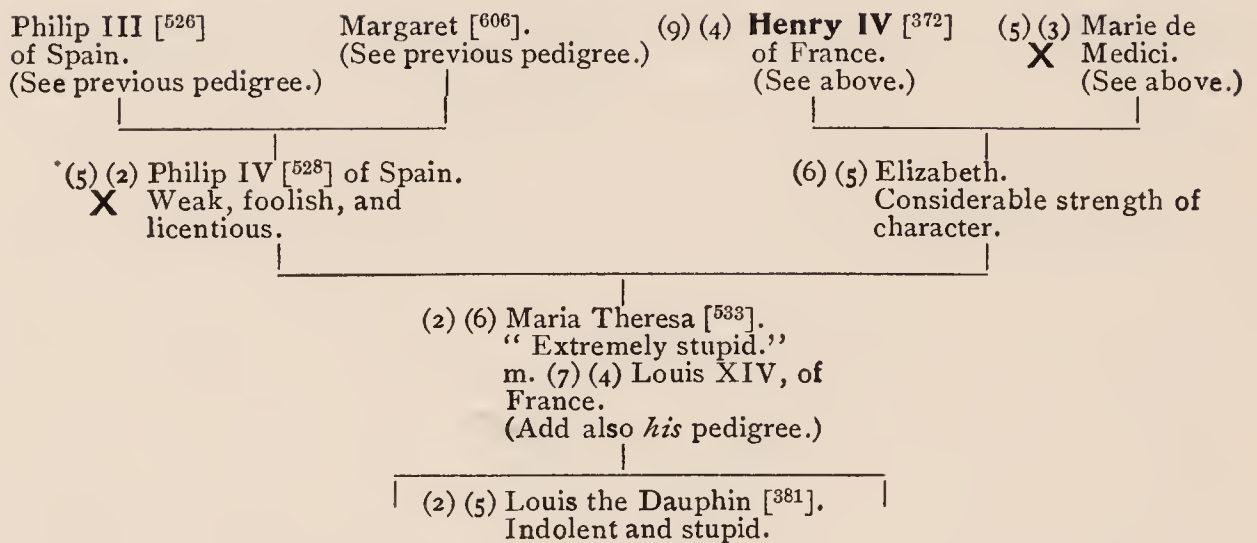 Philip III [526]
of Spain.
(See previous pedigree.)
Margaret [606].
(See previous pedigree.)
(9) (4) Henry IV [372]
of France.
(See above.)
(5) (3) Marie de
X Medici.
(See above.)
(5) (2) Philip IV [528] of Spain.
X Weak, foolish, and
licentious.
(6) (5) Elizabeth.
Considerable strength of
character.
(2) (6) Maria Theresa [533].
“ Extremely stupid.”
m. (7) (4) Louis XIV, of
France.
(Add also his pedigree.)
(2) (5) Louis the Dauphin [381].
Indolent and stupid.